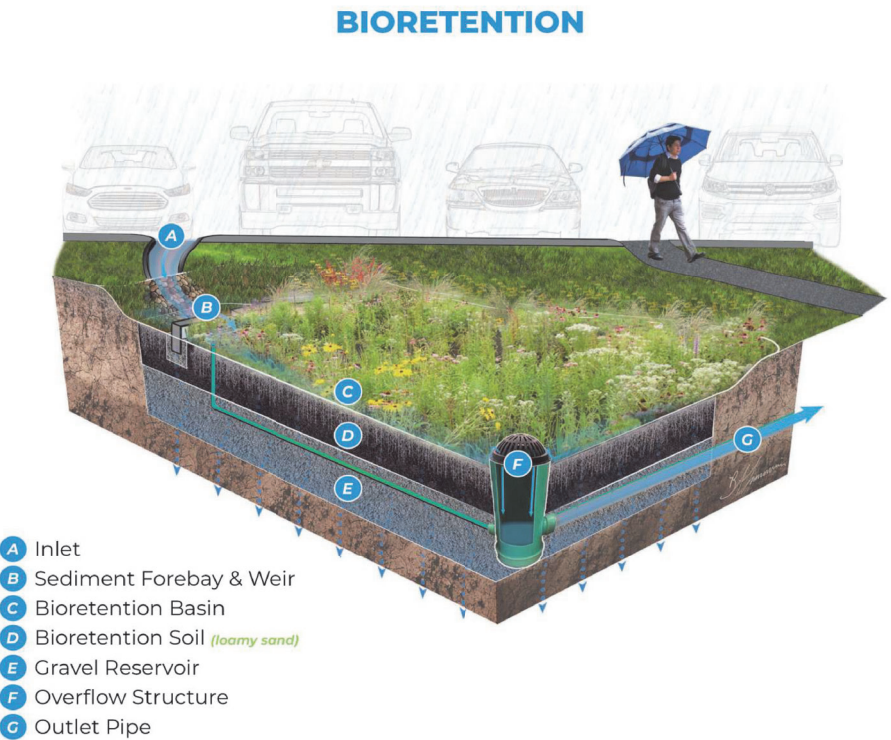 BIORETENTION
A
B
C
D
E
F
G
A Inlet
B Sediment Forebay & Weir
C Bioretention Basin
D Bioretention Soil (loamy sand)
E Gravel Reservoir
F Overflow Structure
G Outlet Pipe